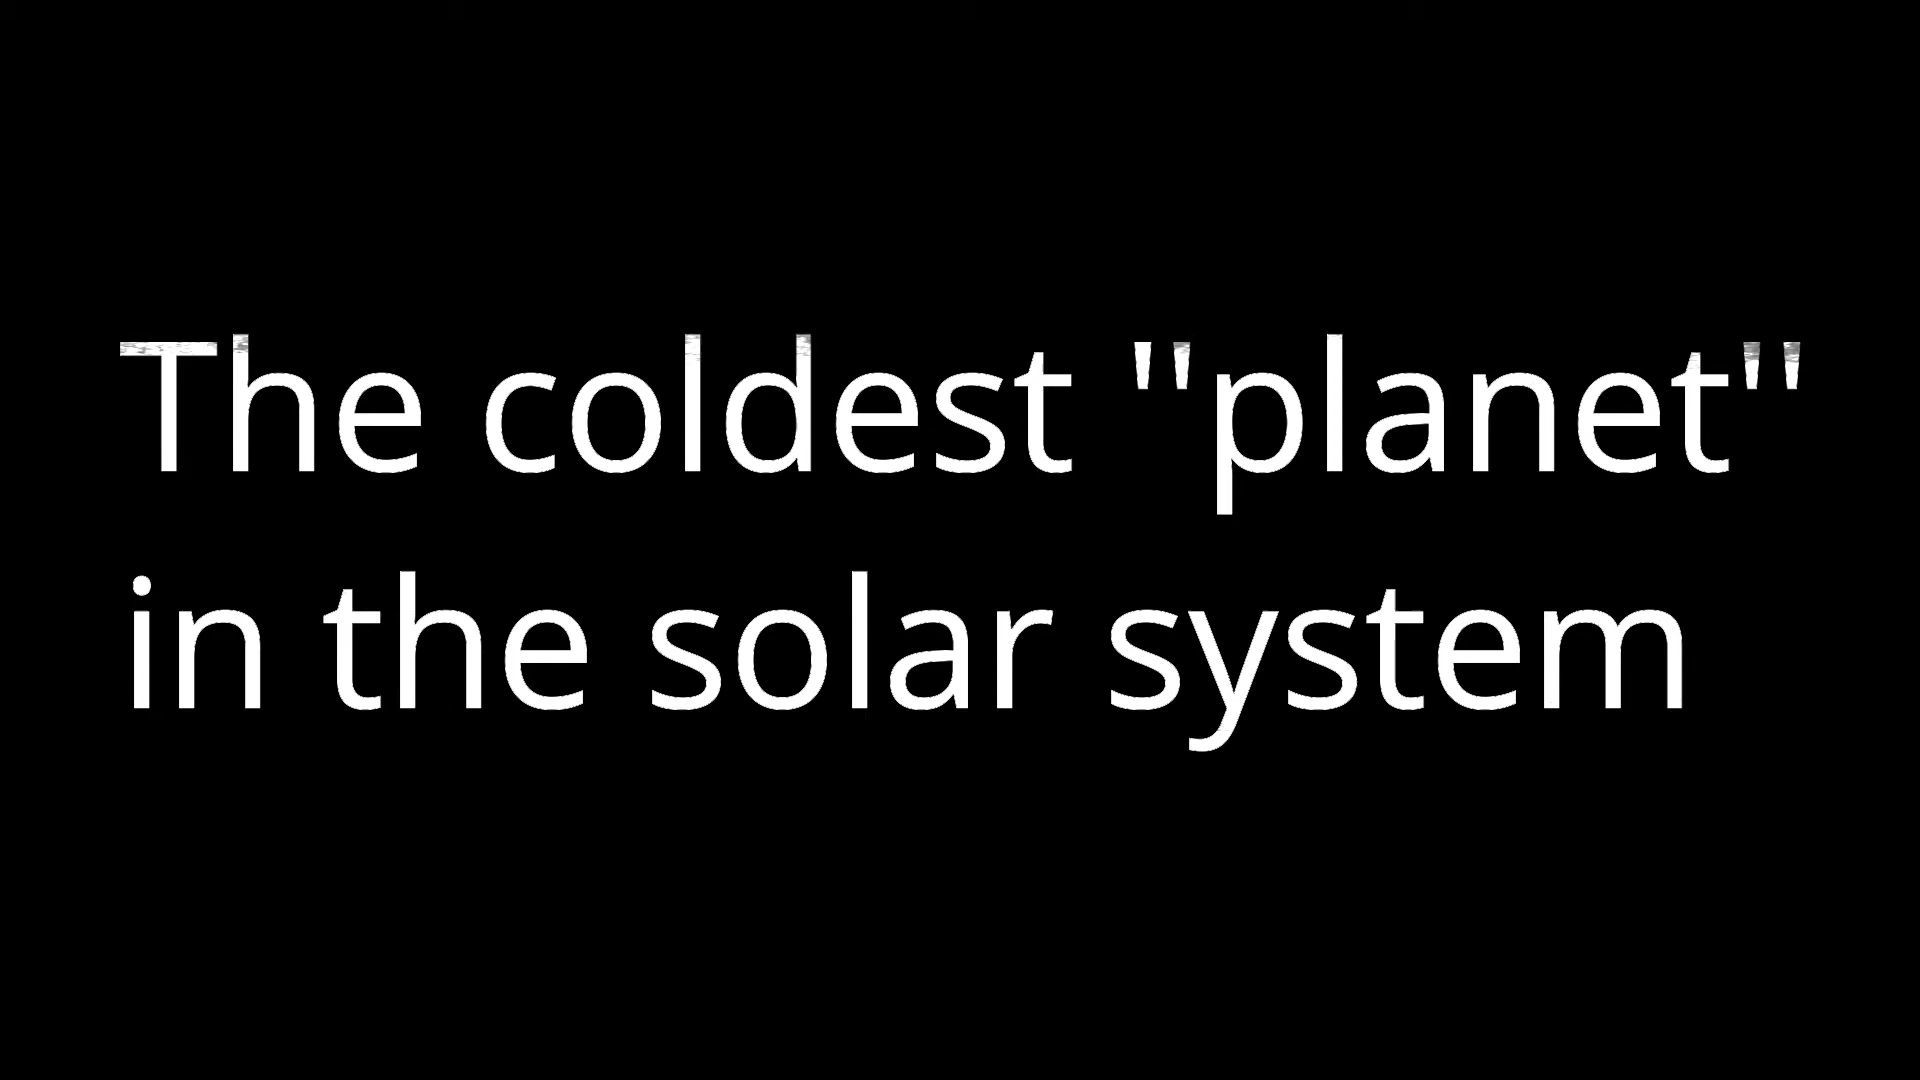 The coldest "planet"
in the solar system